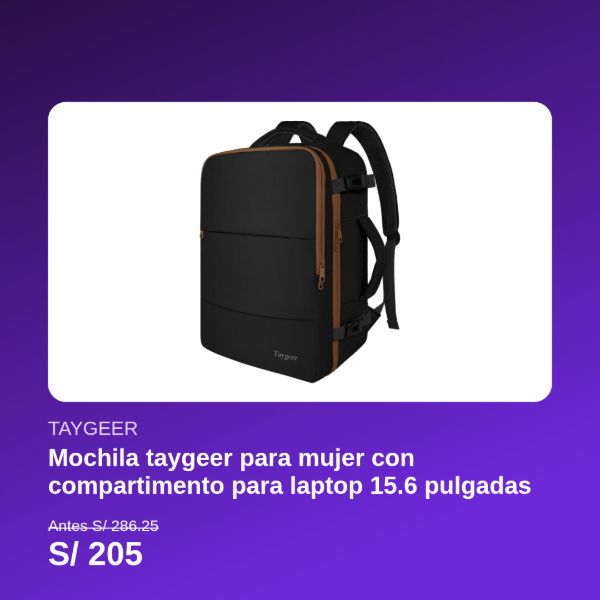 Taygeer
TAYGEER
Mochila taygeer para mujer con
compartimento para laptop 15.6 pulgadas
Antes S/ 286.25
S/ 205